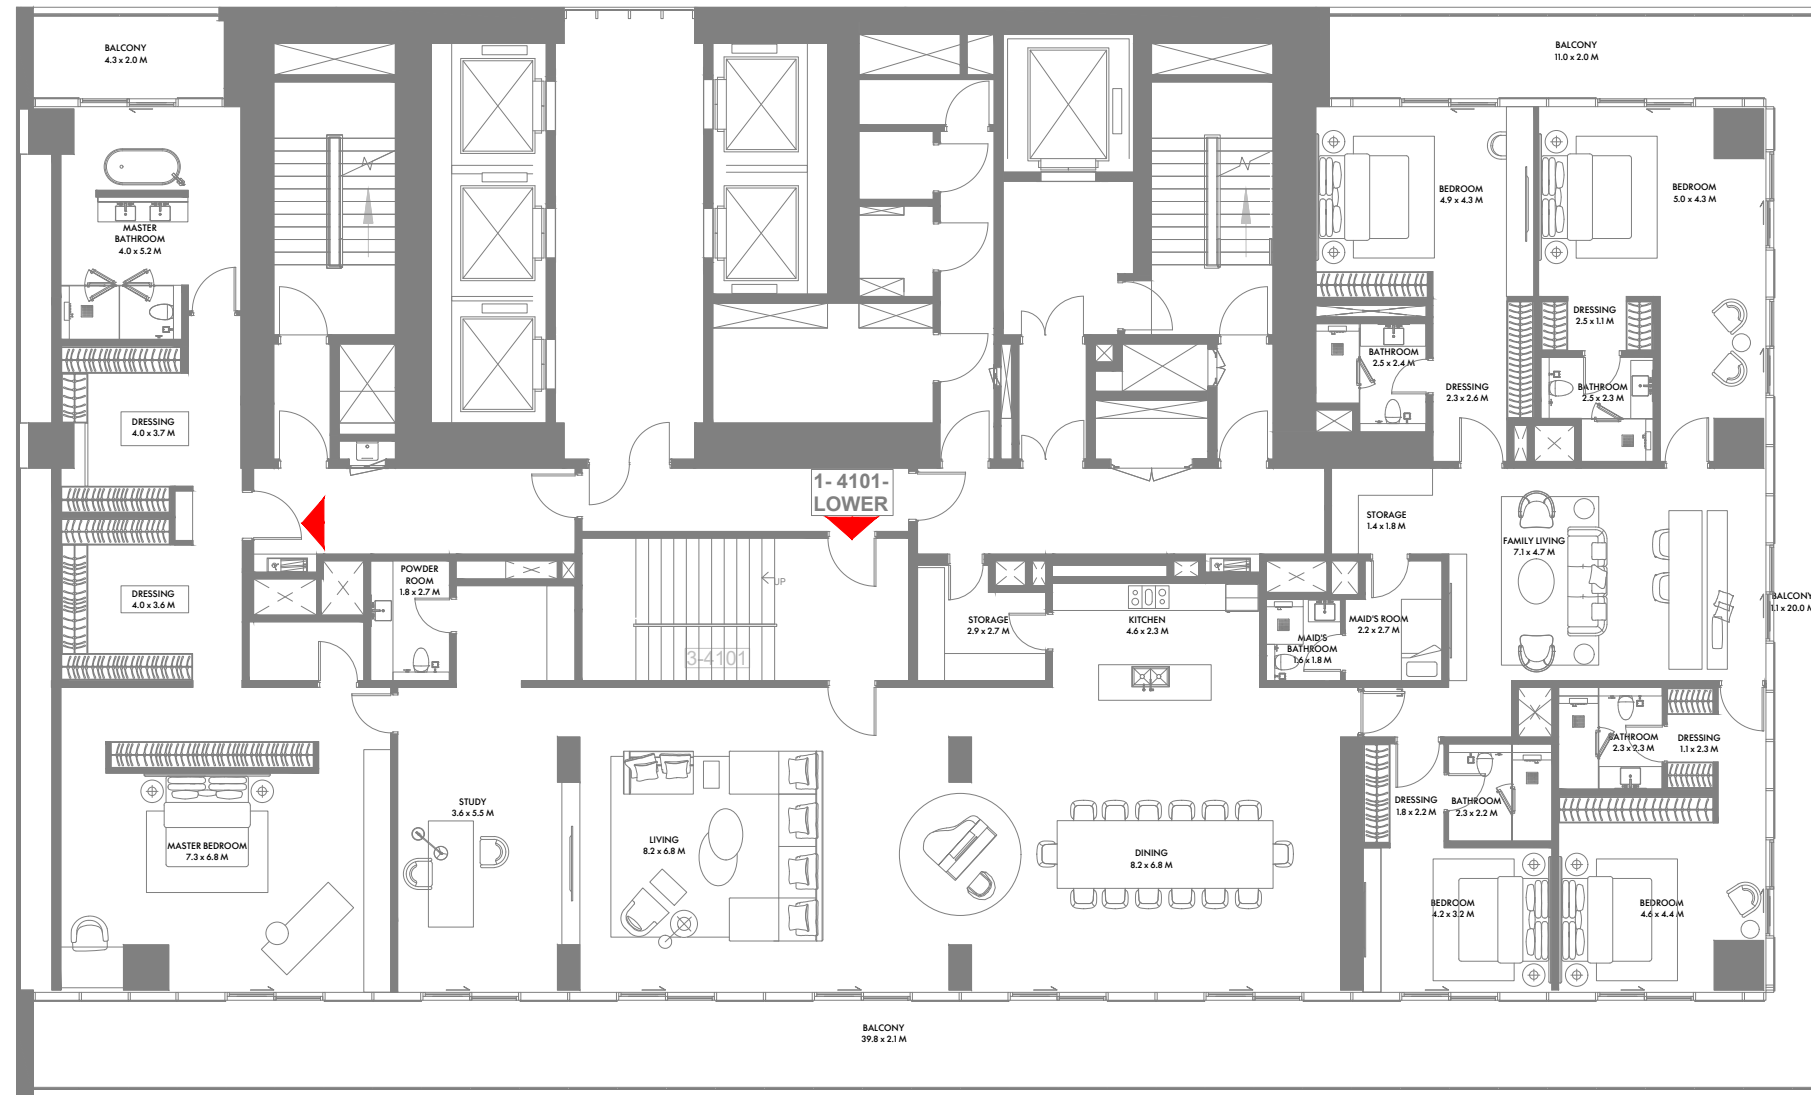 BALCONY
4.3 x 2.0 M
BALCONY
11.0 x 2.0 M
MASTER
BATHROOM
4.0 x 5.2 M
BEDROOM
4.9 x 4.3 M
BEDROOM
5.0 x 4.3 M
DRESSING
2.5 x 1.1 M
BATHROOM
2.5 x 2.4 M
DRESSING
2.3 x 2.6 M
BATHROOM
2.5 x 2.3 M
DRESSING
4.0 x 3.7 M
1- 4101-
LOWER
STORAGE
1.4 x 1.8 M
FAMILY LIVING
7.1 x 4.7 M
POWDER
ROOM
1.8 x 2.7 M
UP
DRESSING
4.0 x 3.6 M
BALCONY
1.1 x 20.0 M
STORAGE
2.9 x 2.7 M
KITCHEN
4.6 x 2.3 M
MAID'S
BATHROOM
1.6 x 1.8 M
MAID'S ROOM
2.2 x 2.7 M
3-4101
BATHROOM
2.3 x 2.3 M
DRESSING
1.1 x 2.3 M
STUDY
3.6 x 5.5 M
DRESSING
1.8 x 2.2 M
BATHROOM
2.3 x 2.2 M
MASTER BEDROOM
7.3 x 6.8 M
LIVING
8.2 x 6.8 M
DINING
8.2 x 6.8 M
BEDROOM
4.2 x 3.2 M
BEDROOM
4.6 x 4.4 M
BALCONY
39.8 x 2.1 M